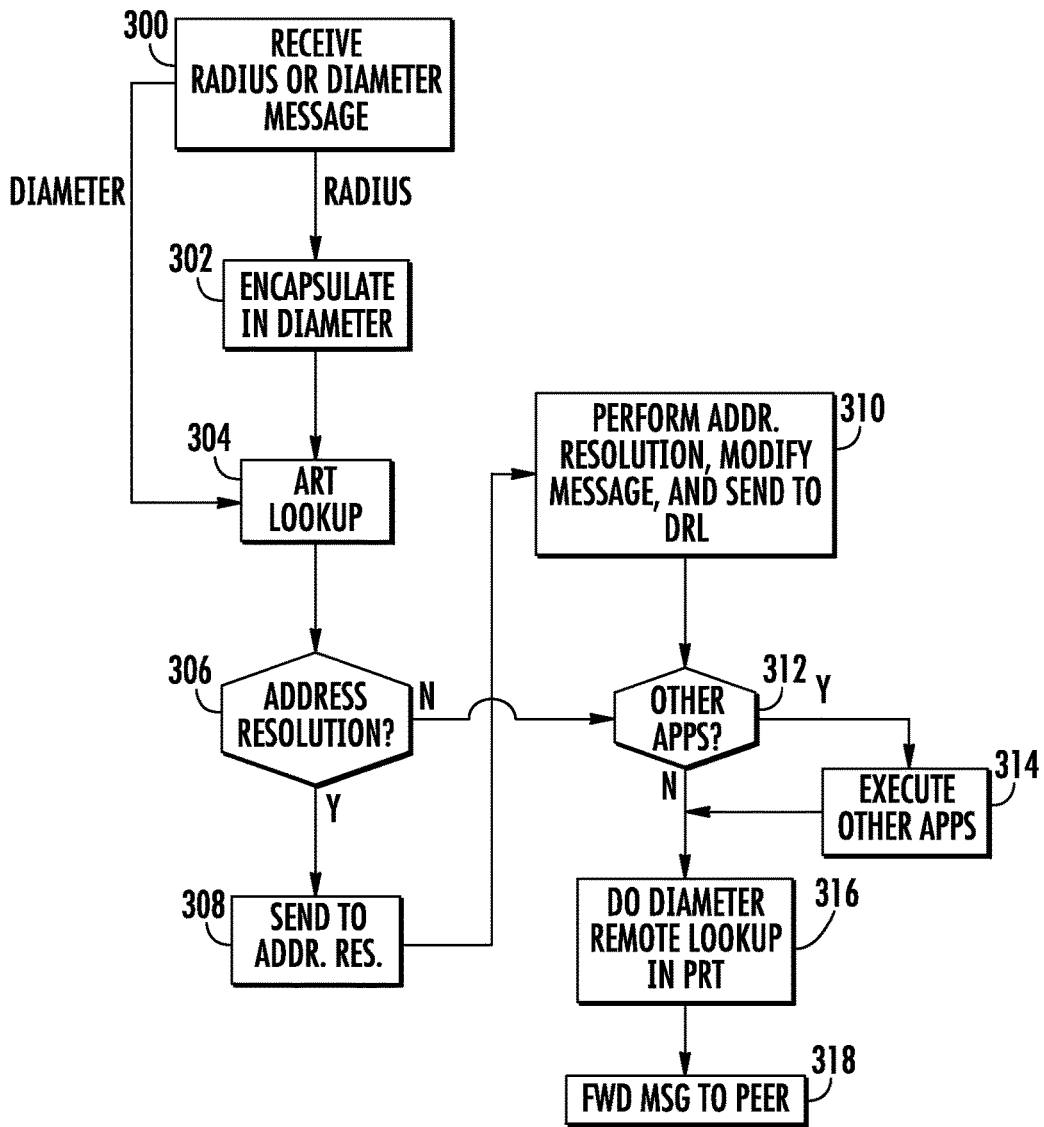 300
RECEIVE
RADIUS OR DIAMETER
MESSAGE
DIAMETER
RADIUS
302
ENCAPSULATE
IN DIAMETER
304
ART
LOOKUP
306
ADDRESS
RESOLUTION?
N
Y
308
SEND TO
ADDR. RES.
310
PERFORM ADDR.
RESOLUTION, MODIFY
MESSAGE, AND SEND TO
DRL
312
OTHER
APPS?
Y
N
314
EXECUTE
OTHER APPS
316
DO DIAMETER
REMOTE LOOKUP
IN PRT
318
FWD MSG TO PEER